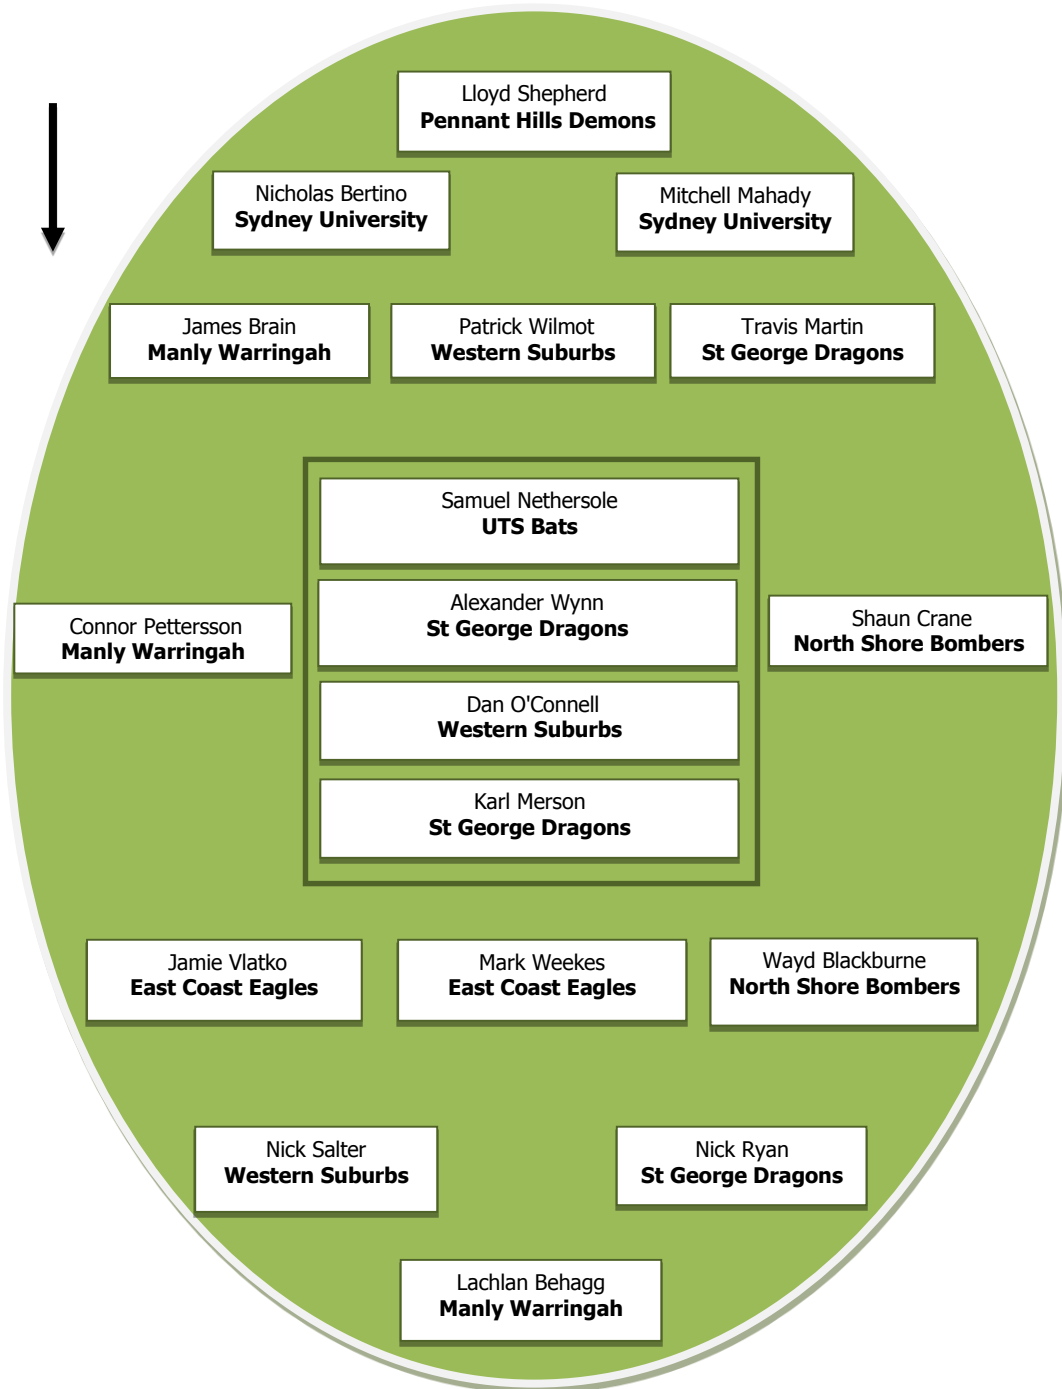 Lloyd Shepherd
Pennant Hills Demons
Nicholas Bertino
Sydney University
Mitchell Mahady
Sydney University
James Brain
Manly Warringah
Patrick Wilmot
Western Suburbs
Travis Martin
St George Dragons
Samuel Nethersole
UTS Bats
Alexander Wynn
St George Dragons
Connor Pettersson
Manly Warringah
Shaun Crane
North Shore Bombers
Dan O'Connell
Western Suburbs
Karl Merson
St George Dragons
Jamie Vlatko
East Coast Eagles
Mark Weekes
East Coast Eagles
Wayd Blackburne
North Shore Bombers
Nick Salter
Western Suburbs
Nick Ryan
St George Dragons
Lachlan Behagg
Manly Warringah